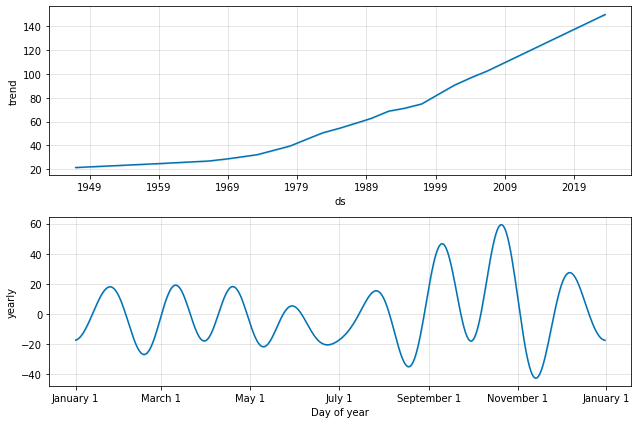 140
120
100
80
60
40
20
trend
1949 1959 1969 1979 1989 1999 2009 2019
ds
60
40
20
0
−20
−40
yearly
January 1 March 1 May 1 July 1 September 1 November 1 January 1
Day of year